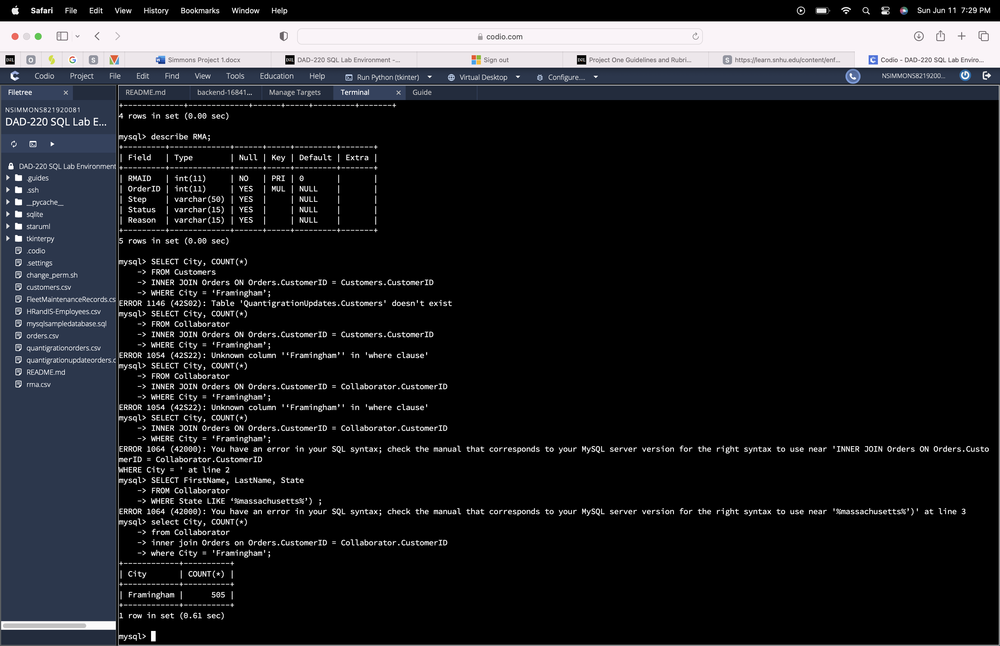 Safari File Edit View History Bookmarks Window Help Sun Jun 11 7:29 PM
codio.com
D2L O G S Simmons Project 1.docx D2L DAD-220 SQL Lab Environment -... Sign out D2L Project One Guidelines and Rubri... S https://learn.snhu.edu/content/enf... Codio - DAD-220 SQL Lab Enviro...
Codio Project File Edit Find View Tools Education Help Run Python (tkinter) Virtual Desktop Configure.... NSIMMONS8219200...
Filetree README.md backend-16841... Manage Targets Terminal Guide
NSIMMONS821920081
DAD-220 SQL Lab E...
DAD-220 SQL Lab Environment
.guides
.ssh
__pycache__
sqlite
staruml
tkinterpy
.codio
.settings
change_perm.sh
customers.csv
FleetMaintenanceRecords.cs
HRandIS-Employees.csv
mysqlsampledatabase.sql
orders.csv
quantigrationorders.csv
quantigrationupdateorders.c
README.md
rma.csv
+-------------+-------------+------+-----+---------+-------+
4 rows in set (0.00 sec)
mysql> describe RMA;
+---------+-------------+------+-----+---------+-------+
| Field   | Type        | Null | Key | Default | Extra |
+---------+-------------+------+-----+---------+-------+
| RMAID   | int(11)     | NO   | PRI | 0       |       |
| OrderID | int(11)     | YES  | MUL | NULL    |       |
| Step    | varchar(50) | YES  |     | NULL    |       |
| Status  | varchar(15) | YES  |     | NULL    |       |
| Reason  | varchar(15) | YES  |     | NULL    |       |
+---------+-------------+------+-----+---------+-------+
5 rows in set (0.00 sec)
mysql> SELECT City, COUNT(*)
    -> FROM Customers
    -> INNER JOIN Orders ON Orders.CustomerID = Customers.CustomerID
    -> WHERE City = ‘Framingham’;
ERROR 1146 (42S02): Table 'QuantigrationUpdates.Customers' doesn't exist
mysql> SELECT City, COUNT(*)
    -> FROM Collaborator
    -> INNER JOIN Orders ON Orders.CustomerID = Customers.CustomerID
    -> WHERE City = ‘Framingham’;
ERROR 1054 (42S22): Unknown column '‘Framingham’' in 'where clause'
mysql> SELECT City, COUNT(*)
    -> FROM Collaborator
    -> INNER JOIN Orders ON Orders.CustomerID = Collaborator.CustomerID
    -> WHERE City = ‘Framingham’;
ERROR 1054 (42S22): Unknown column '‘Framingham’' in 'where clause'
mysql> SELECT City, COUNT(*)
    -> INNER JOIN Orders ON Orders.CustomerID = Collaborator.CustomerID
    -> WHERE City = ‘Framingham’;
ERROR 1064 (42000): You have an error in your SQL syntax; check the manual that corresponds to your MySQL server version for the right syntax to use near 'INNER JOIN Orders ON Orders.Custo
merID = Collaborator.CustomerID
WHERE City = ' at line 2
mysql> SELECT FirstName, LastName, State
    -> FROM Collaborator
    -> WHERE State LIKE ‘%massachusetts%’) ;
ERROR 1064 (42000): You have an error in your SQL syntax; check the manual that corresponds to your MySQL server version for the right syntax to use near '%massachusetts%’)' at line 3
mysql> select City, COUNT(*)
    -> from Collaborator
    -> inner join Orders on Orders.CustomerID = Collaborator.CustomerID
    -> where City = 'Framingham';
+------------+----------+
| City       | COUNT(*) |
+------------+----------+
| Framingham |      505 |
+------------+----------+
1 row in set (0.61 sec)
mysql>